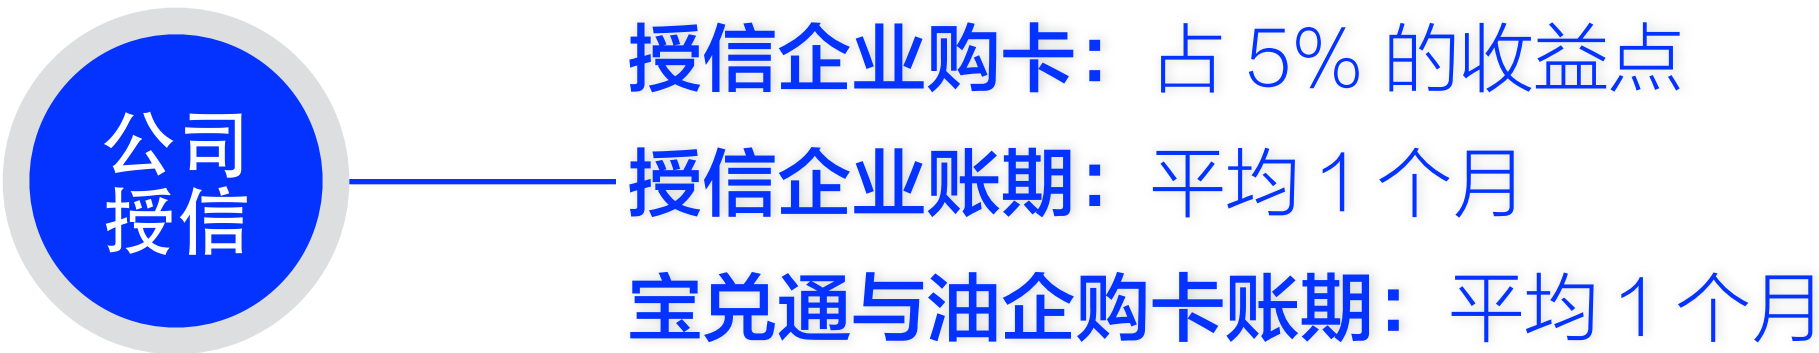 公司
授信
授信企业购卡：占 5% 的收益点
授信企业账期：平均 1 个月
宝兑通与油企购卡账期：平均 1 个月